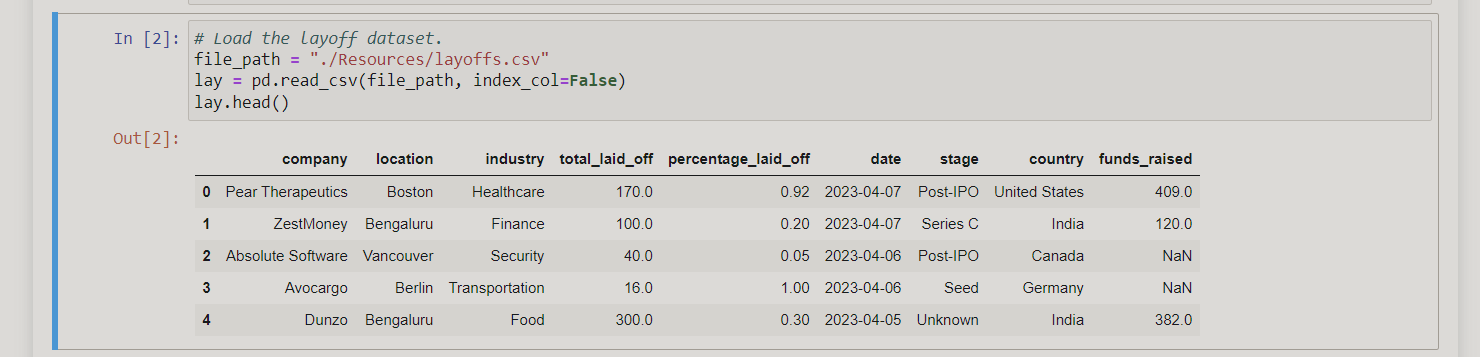 In [2]: # Load the layoff dataset.
file_path = "./Resources/layoffs.csv"
lay = pd.read_csv(file_path, index_col=False)
lay.head()
Out[2]:
company location industry total_laid_off percentage_laid_off date stage country funds_raised
0 Pear Therapeutics Boston Healthcare 170.0 0.92 2023-04-07 Post-IPO United States 409.0
1 ZestMoney Bengaluru Finance 100.0 0.20 2023-04-07 Series C India 120.0
2 Absolute Software Vancouver Security 40.0 0.05 2023-04-06 Post-IPO Canada NaN
3 Avocargo Berlin Transportation 16.0 1.00 2023-04-06 Seed Germany NaN
4 Dunzo Bengaluru Food 300.0 0.30 2023-04-05 Unknown India 382.0